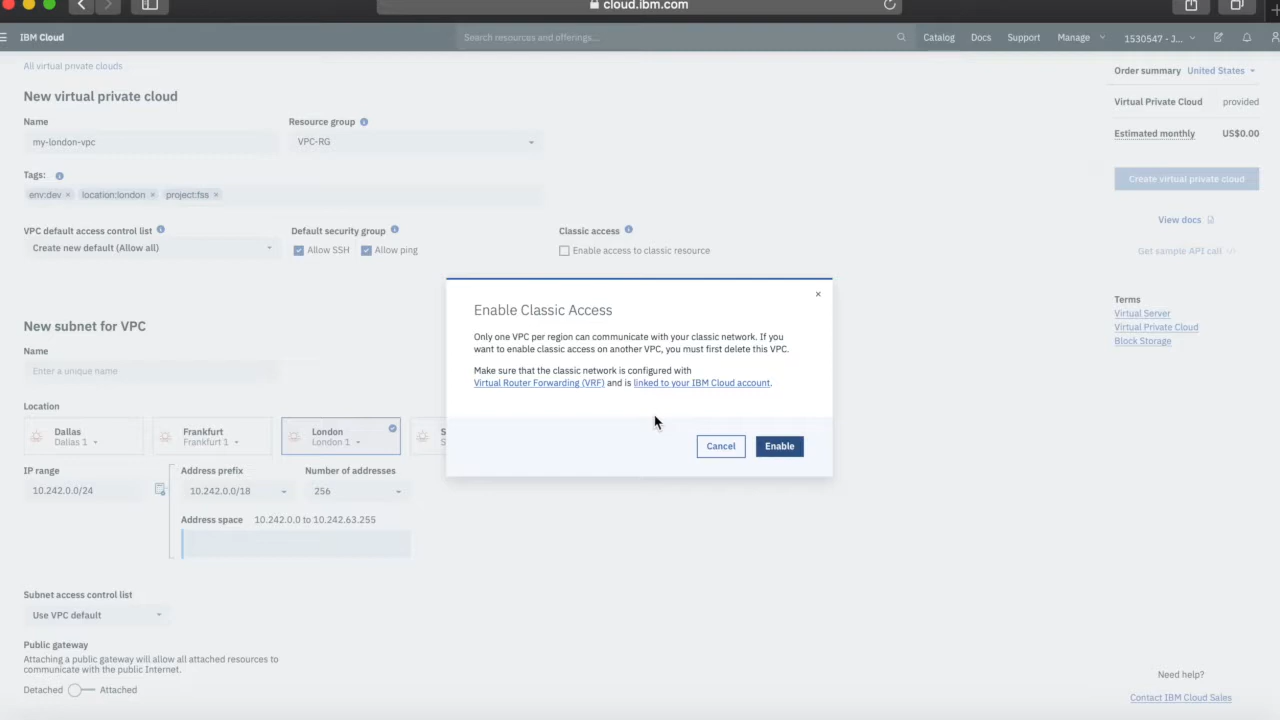 cloud.ibm.com
IBM Cloud
Search resources and offerings...
Catalog
Docs
Support
Manage
1530547 - J...
All virtual private clouds
New virtual private cloud
Name
my-london-vpc
Resource group
VPC-RG
Tags:
env:dev ×
location:london ×
project:fss ×
VPC default access control list
Create new default (Allow all)
Default security group
Allow SSH
Allow ping
Classic access
Enable access to classic resource
Order summary
United States
Virtual Private Cloud
provided
Estimated monthly
US$0.00
Create virtual private cloud
View docs
Get sample API call
Terms
Virtual Server
Virtual Private Cloud
Block Storage
Enable Classic Access
×
Only one VPC per region can communicate with your classic network. If you
want to enable classic access on another VPC, you must first delete this VPC.
Make sure that the classic network is configured with
Virtual Router Forwarding (VRF) and is linked to your IBM Cloud account.
Cancel
Enable
New subnet for VPC
Name
Enter a unique name
Location
Dallas
Dallas 1
Frankfurt
Frankfurt 1
London
London 1
S
S
IP range
10.242.0.0/24
Address prefix
10.242.0.0/18
Number of addresses
256
Address space
10.242.0.0 to 10.242.63.255
Subnet access control list
Use VPC default
Public gateway
Attaching a public gateway will allow all attached resources to
communicate with the public Internet.
Detached
Attached
Need help?
Contact IBM Cloud Sales